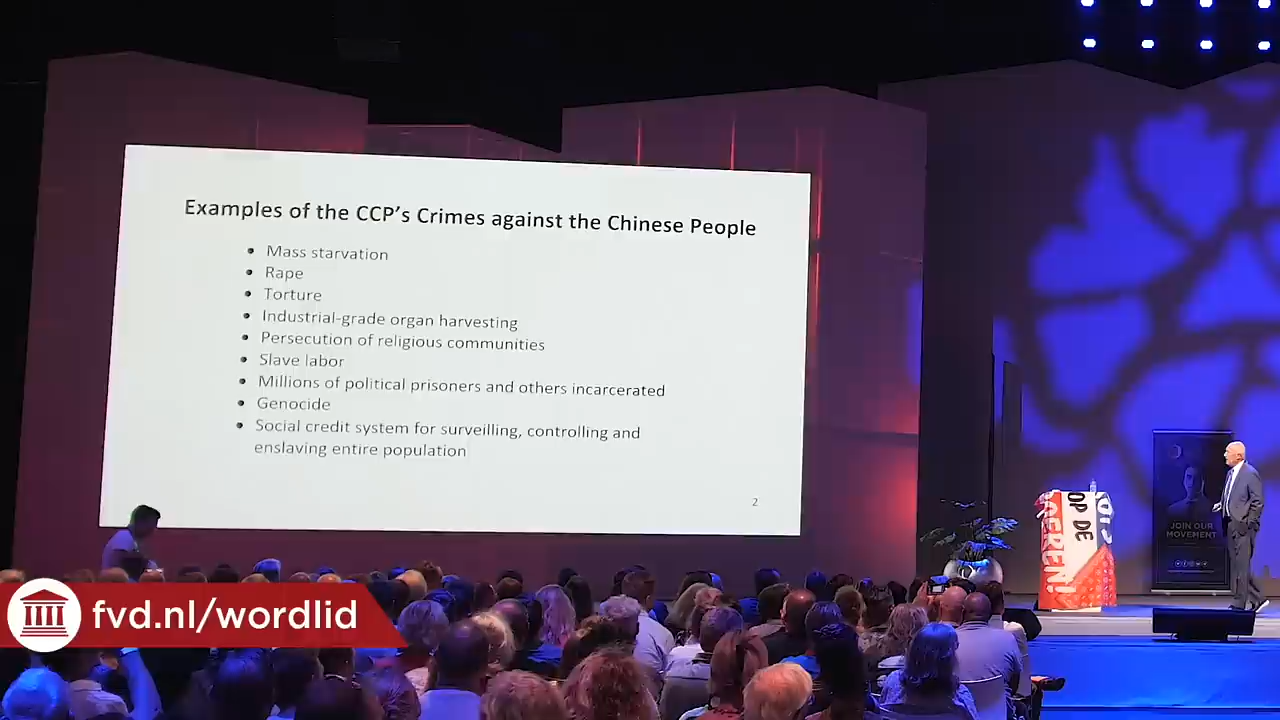 Examples of the CCP's Crimes against the Chinese People
• Mass starvation
• Rape
• Torture
• Industrial-grade organ harvesting
• Persecution of religious communities
• Slave labor
• Millions of political prisoners and others incarcerated
• Genocide
• Social credit system for surveilling, controlling and
enslaving entire population
2
OP DE
JOIN OUR
MOVEMENT
fvd.nl/wordlid